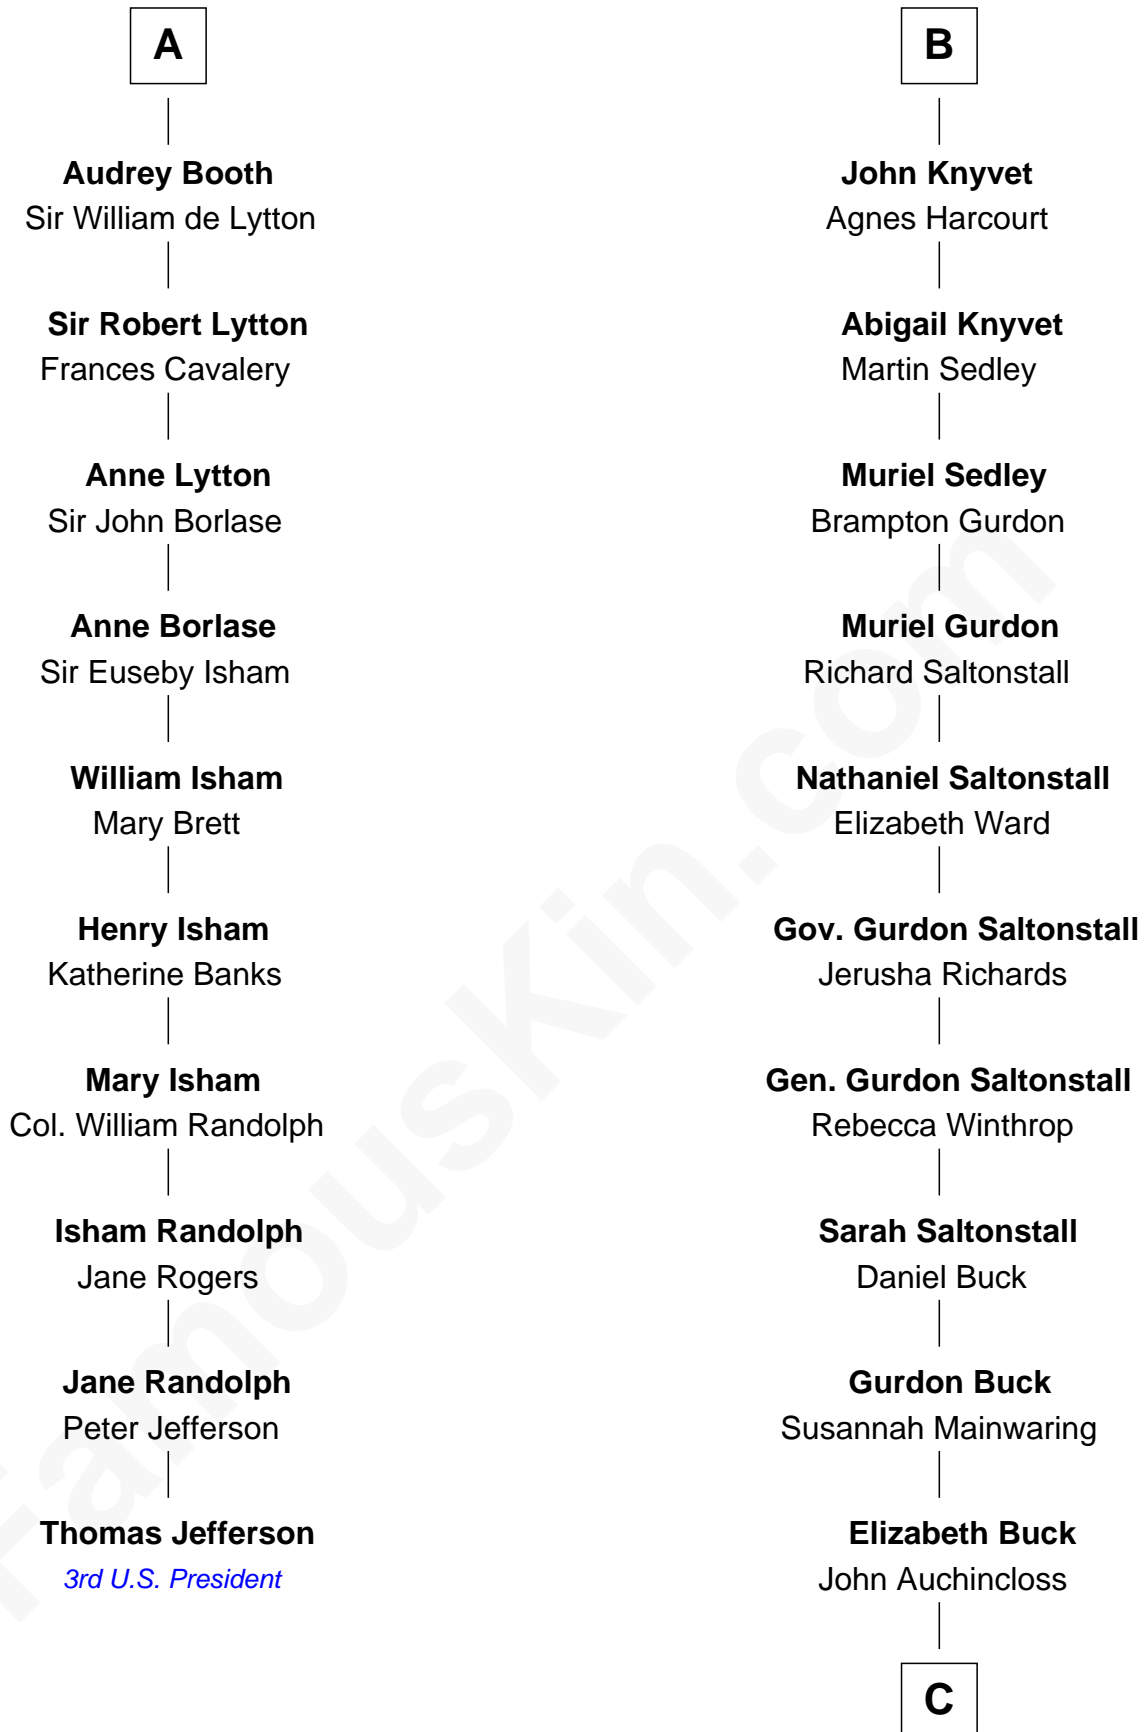 A
Audrey Booth
Sir William de Lytton
Sir Robert Lytton
Frances Cavalery
Anne Lytton
Sir John Borlase
Anne Borlase
Sir Euseby Isham
William Isham
Mary Brett
Henry Isham
Katherine Banks
Mary Isham
Col. William Randolph
Isham Randolph
Jane Rogers
Jane Randolph
Peter Jefferson
Thomas Jefferson
3rd U.S. President
B
John Knyvet
Agnes Harcourt
Abigail Knyvet
Martin Sedley
Muriel Sedley
Brampton Gurdon
Muriel Gurdon
Richard Saltonstall
Nathaniel Saltonstall
Elizabeth Ward
Gov. Gurdon Saltonstall
Jerusha Richards
Gen. Gurdon Saltonstall
Rebecca Winthrop
Sarah Saltonstall
Daniel Buck
Gurdon Buck
Susannah Mainwaring
Elizabeth Buck
John Auchincloss
C
FamousKin.com